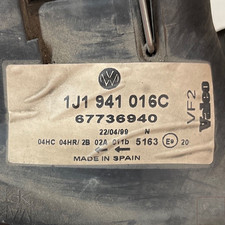 1J1 941 016C
67736940
22/04/99 N
04HC 04HR/2B 02A 011b 5163 E9 20
MADE IN SPAIN
VF2
Valeo